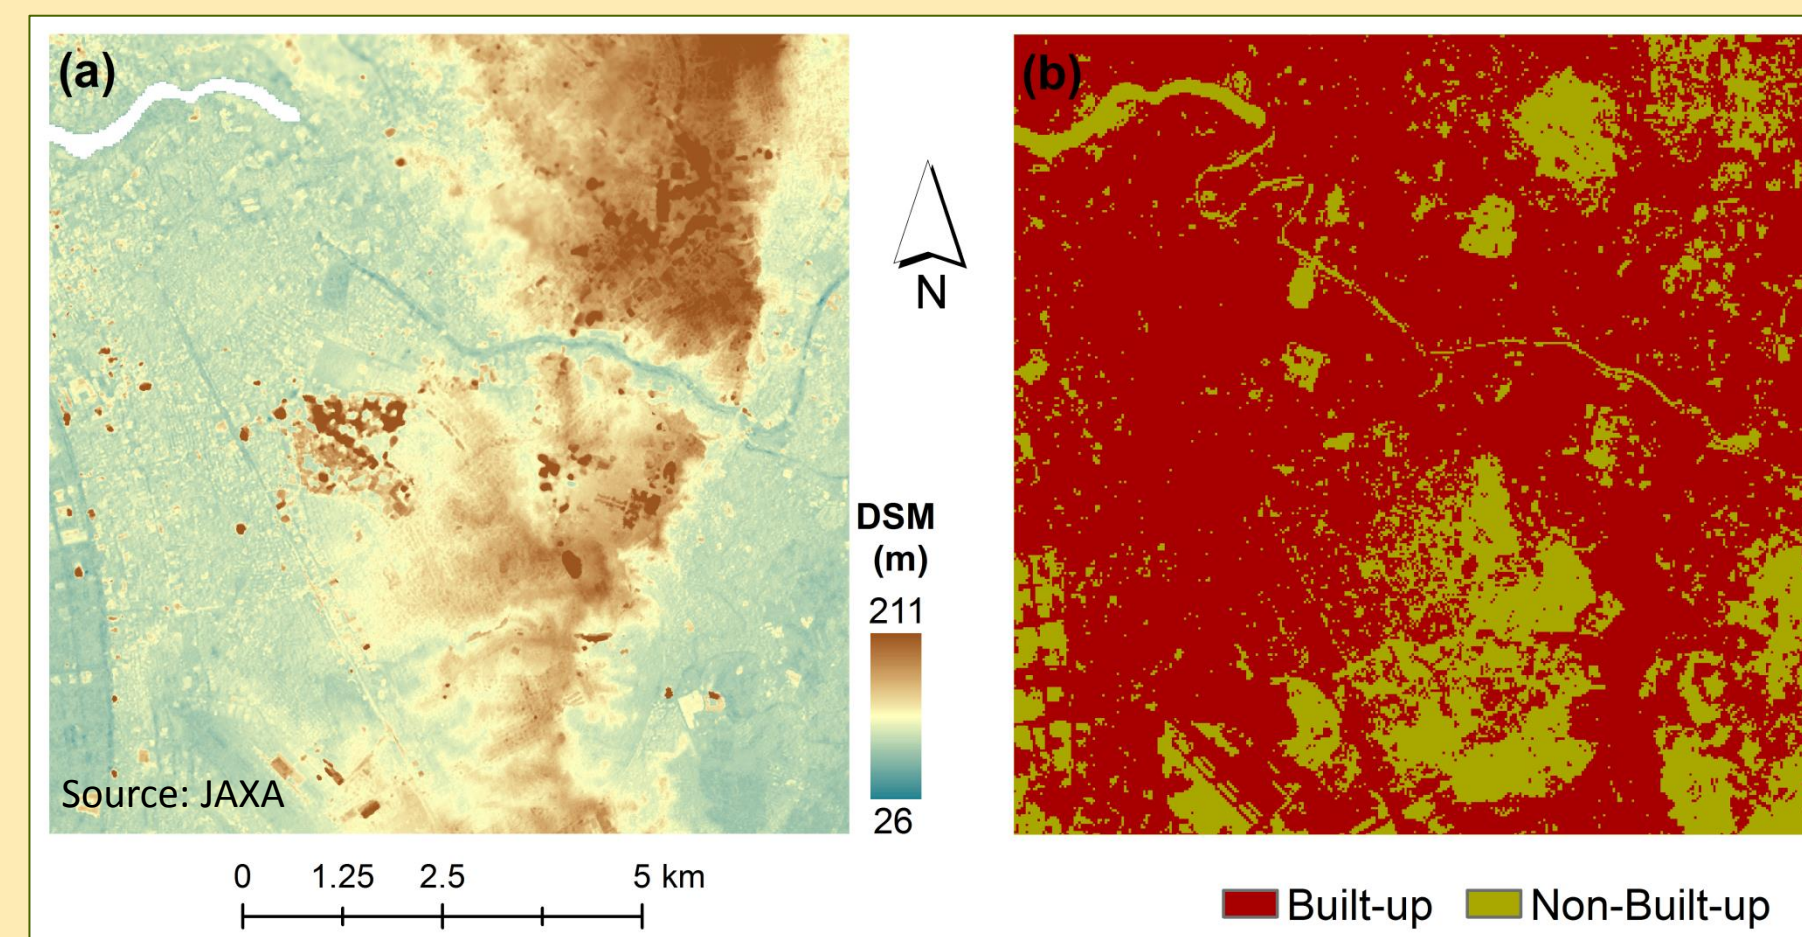 (a)
(b)
N
DSM
(m)
211
26
Source: JAXA
0 1.25 2.5 5 km
Built-up Non-Built-up